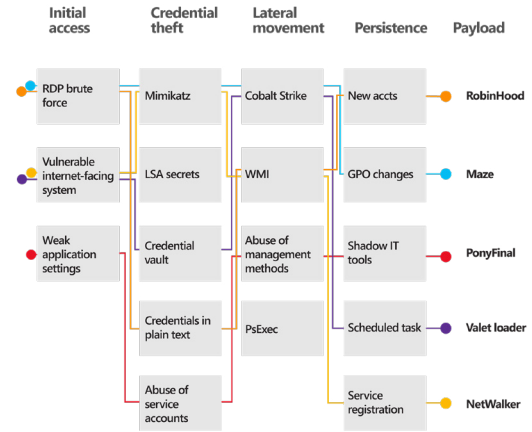 Initial
access
Credential
theft
Lateral
movement
Persistence
Payload
RDP brute
force
Mimikatz
Cobalt Strike
New accts
RobinHood
Vulnerable
internet-facing
system
LSA secrets
WMI
GPO changes
Maze
Weak
application
settings
Credential
vault
Abuse of
management
methods
Shadow IT
tools
PonyFinal
Credentials in
plain text
PsExec
Scheduled task
Valet loader
Abuse of
service
accounts
Service
registration
NetWalker